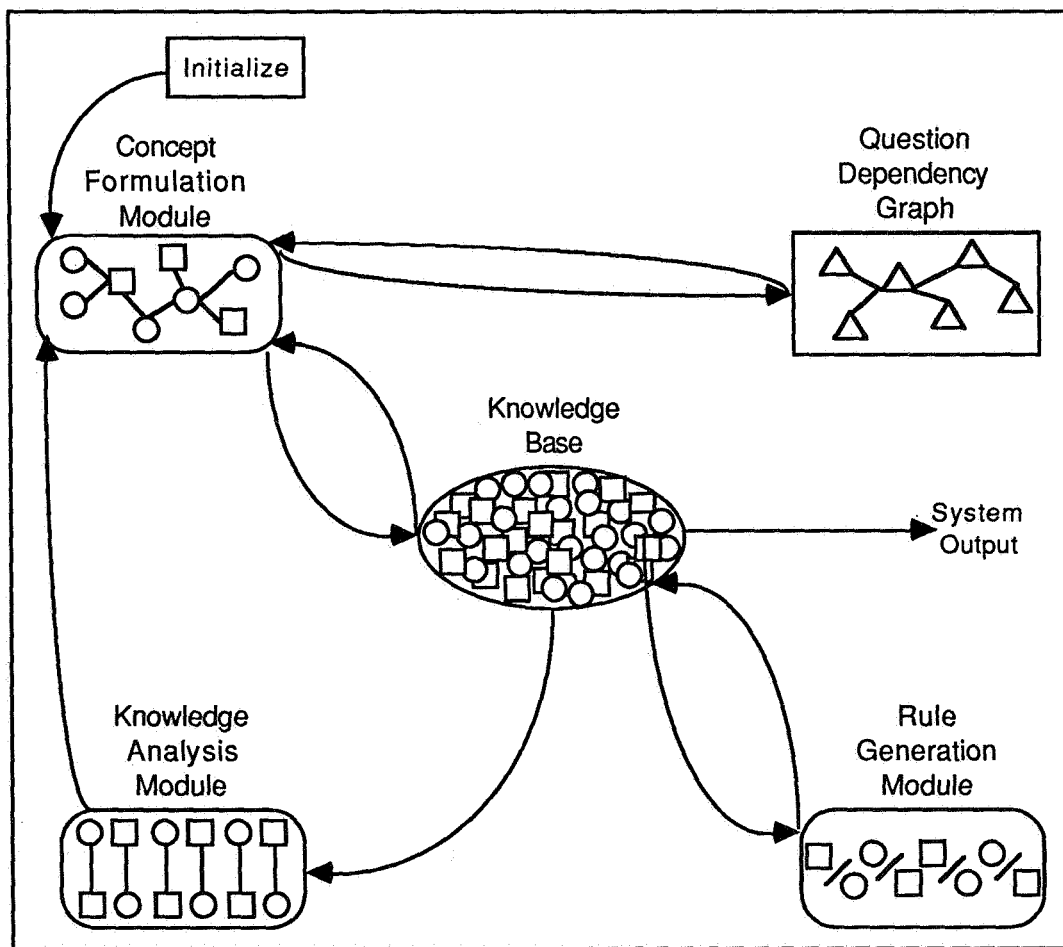 Initialize
Concept
Formulation
Module
Question
Dependency
Graph
Knowledge
Base
System
Output
Knowledge
Analysis
Module
Rule
Generation
Module